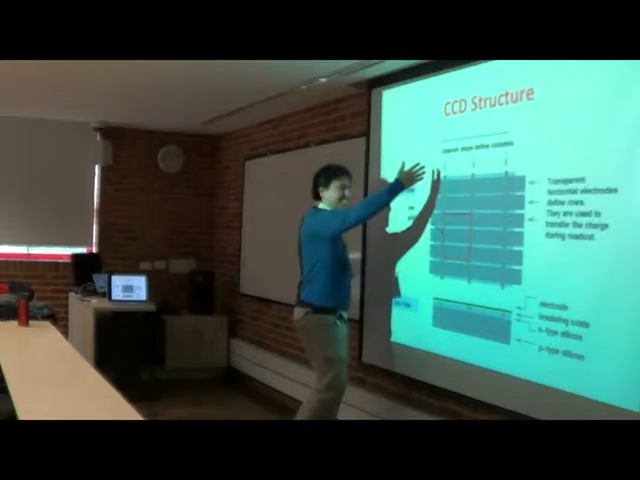 CCD Structure
channel stops define columns
Transparent
horizontal electrodes
define rows.
They are used to
transfer the charge
during readout.
electrode
Insulating oxide
n-type silicon
p-type silicon